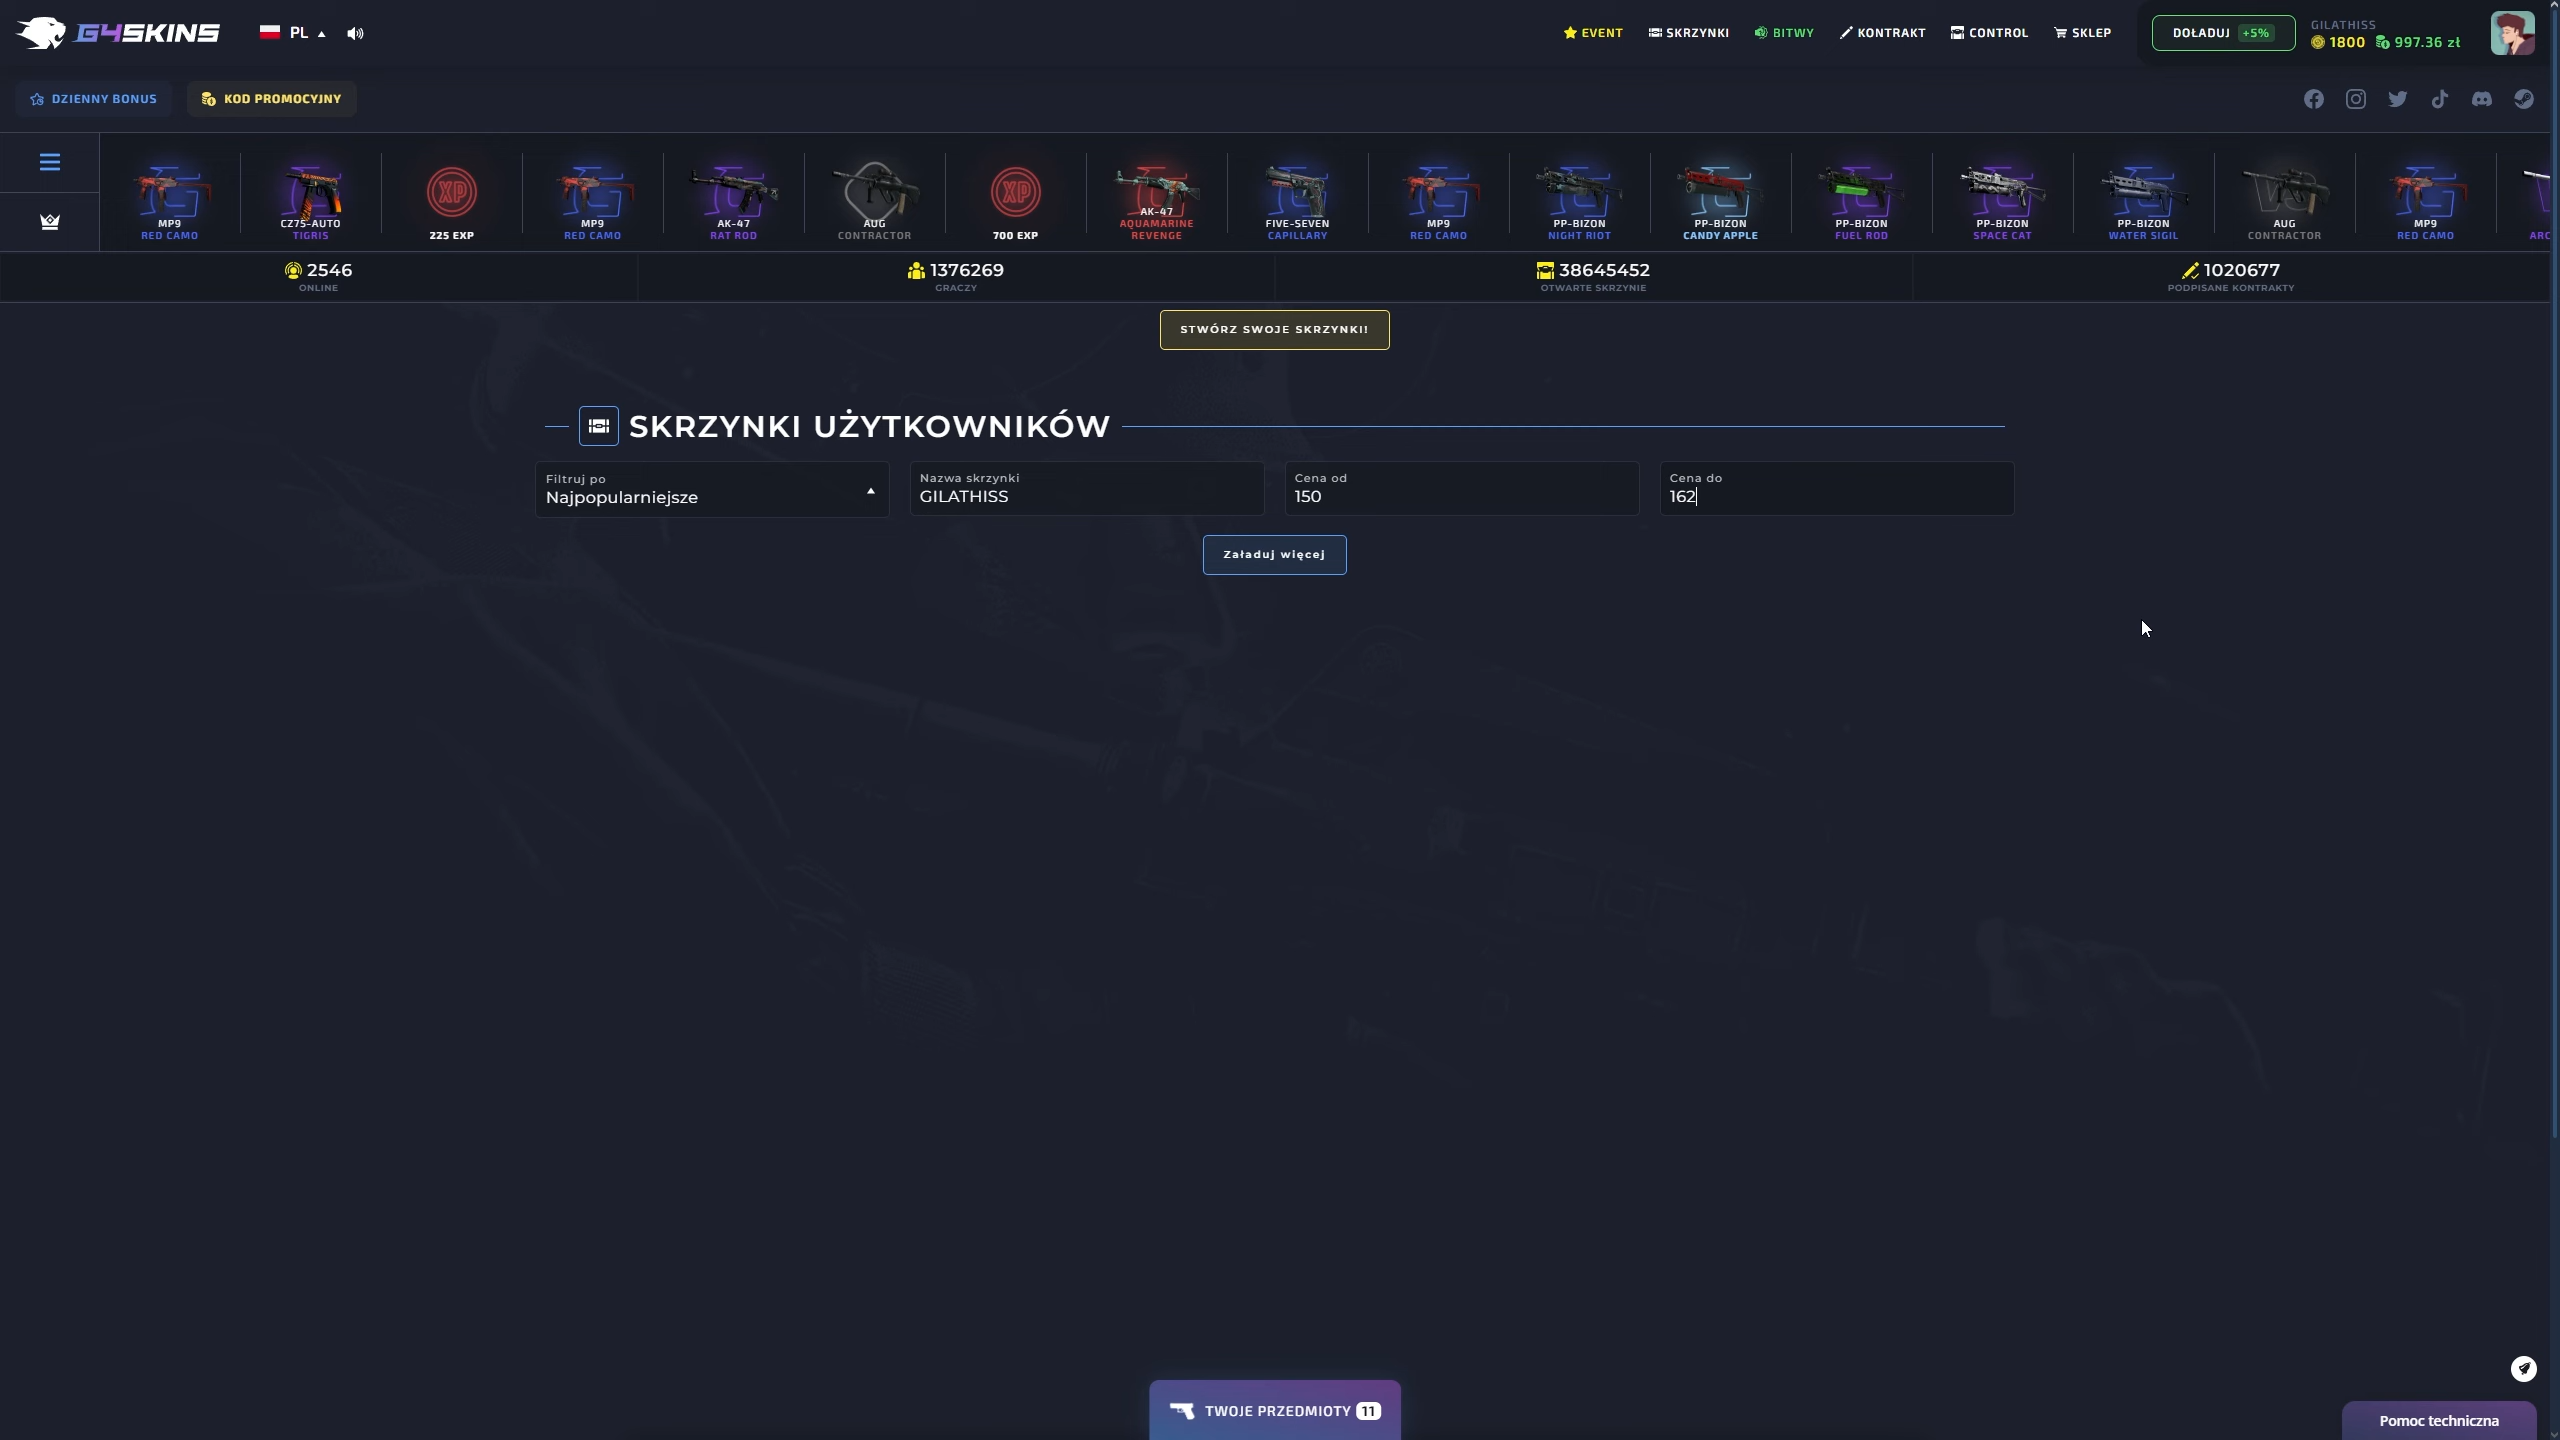 G4SKINS
PL
EVENT
SKRZYNKI
BITWY
KONTRAKT
CONTROL
SKLEP
DOŁADUJ +5%
GILATHISS
1800 997.36 zł
DZIENNY BONUS
KOD PROMOCYJNY
MP9
RED CAMO
CZ75-AUTO
TIGRIS
XP
225 EXP
MP9
RED CAMO
AK-47
RAT ROD
AUG
CONTRACTOR
XP
700 EXP
AK-47
AQUAMARINE
REVENGE
FIVE-SEVEN
CAPILLARY
MP9
RED CAMO
PP-BIZON
NIGHT RIOT
PP-BIZON
CANDY APPLE
PP-BIZON
FUEL ROD
PP-BIZON
SPACE CAT
PP-BIZON
WATER SIGIL
AUG
CONTRACTOR
MP9
RED CAMO
ARC
2546
ONLINE
1376269
GRACZY
38645452
OTWARTE SKRZYNIE
1020677
PODPISANE KONTRAKTY
STWÓRZ SWOJE SKRZYNKI!
SKRZYNKI UŻYTKOWNIKÓW
Filtruj po
Najpopularniejsze
Nazwa skrzynki
GILATHISS
Cena od
150
Cena do
162
Załaduj więcej
TWOJE PRZEDMIOTY 11
Pomoc techniczna